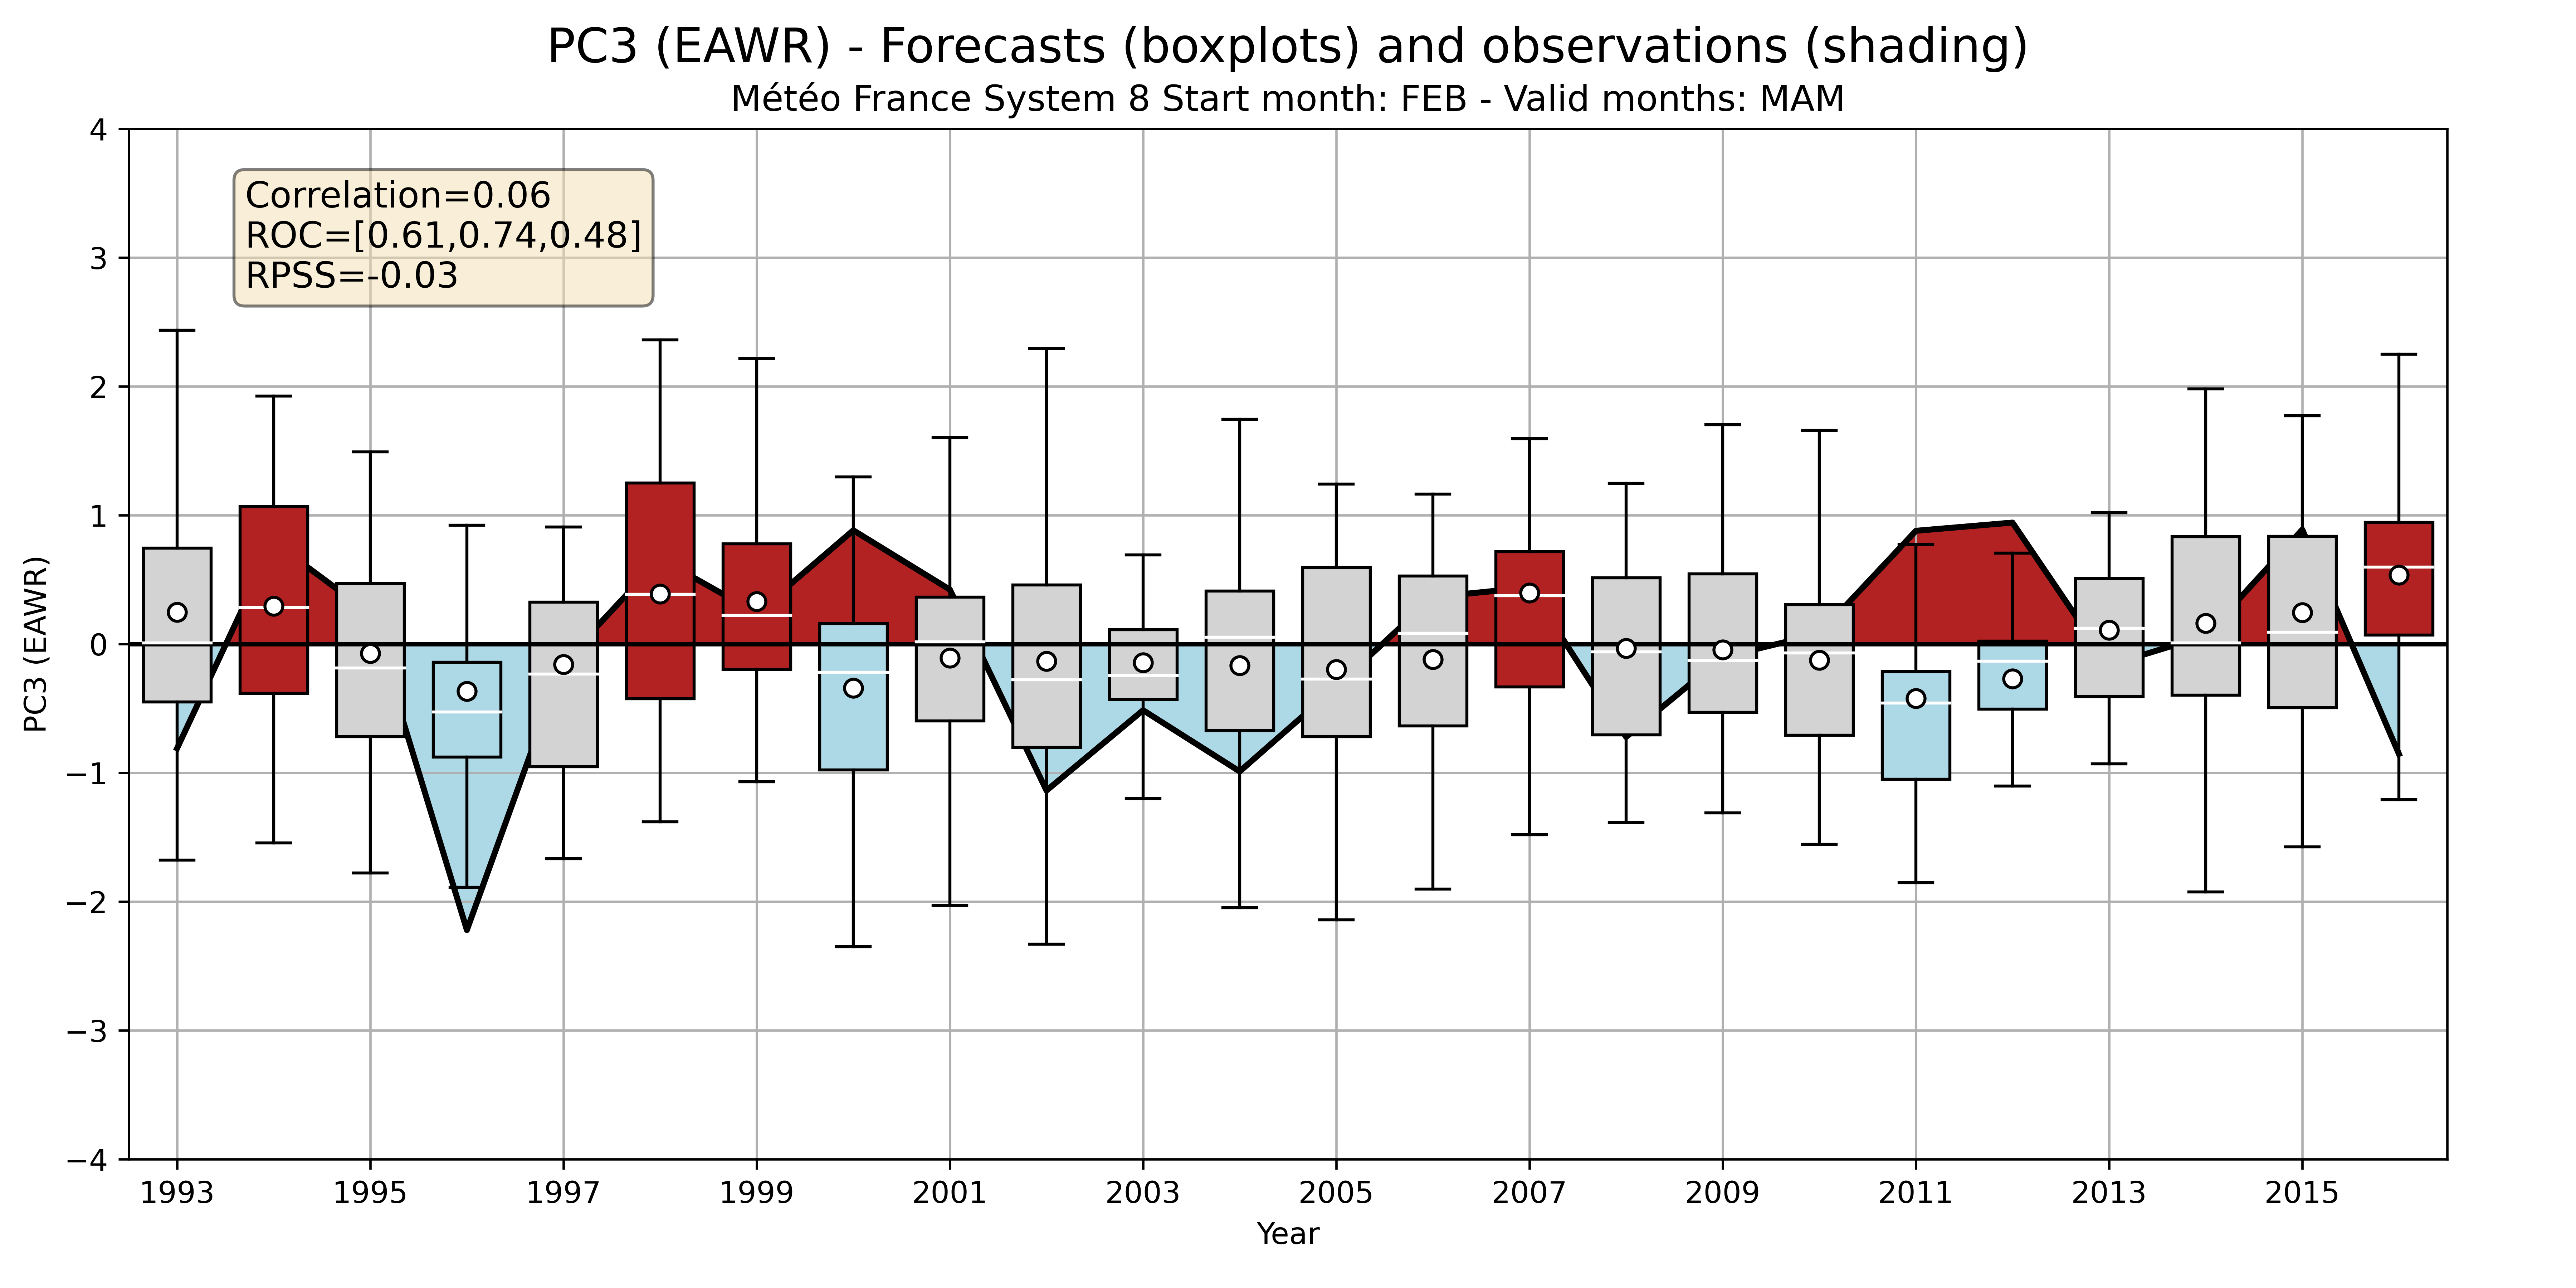 PC3 (EAWR) - Forecasts (boxplots) and observations (shading)
Météo France System 8 Start month: FEB - Valid months: MAM
Correlation=0.06
ROC=[0.61,0.74,0.48]
RPSS=-0.03
PC3 (EAWR)
4
3
2
1
0
−1
−2
−3
−4
1993 1995 1997 1999 2001 2003 2005 2007 2009 2011 2013 2015
Year